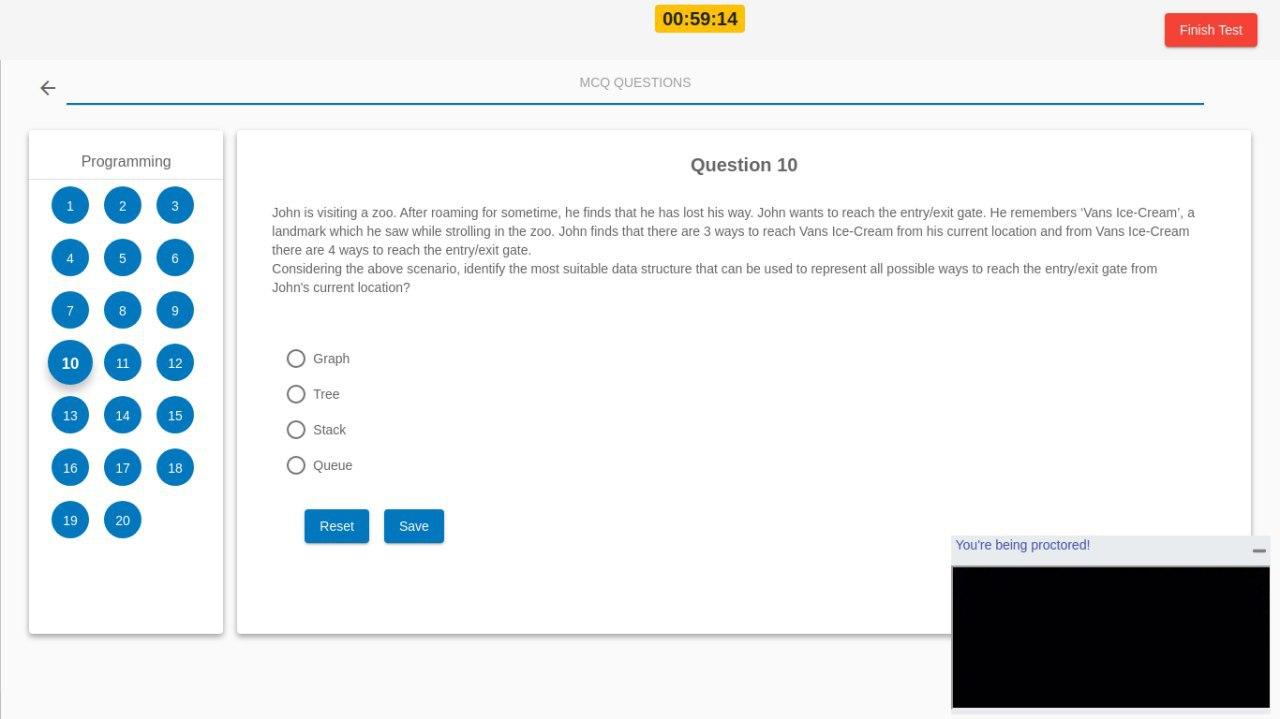 00:59:14
Finish Test
MCQ QUESTIONS
Programming
1 2 3
4 5 6
7 8 9
10 11 12
13 14 15
16 17 18
19 20
Question 10
John is visiting a zoo. After roaming for sometime, he finds that he has lost his way. John wants to reach the entry/exit gate. He remembers ‘Vans Ice-Cream’, a
landmark which he saw while strolling in the zoo. John finds that there are 3 ways to reach Vans Ice-Cream from his current location and from Vans Ice-Cream
there are 4 ways to reach the entry/exit gate.
Considering the above scenario, identify the most suitable data structure that can be used to represent all possible ways to reach the entry/exit gate from
John's current location?
Graph
Tree
Stack
Queue
Reset Save
You're being proctored!